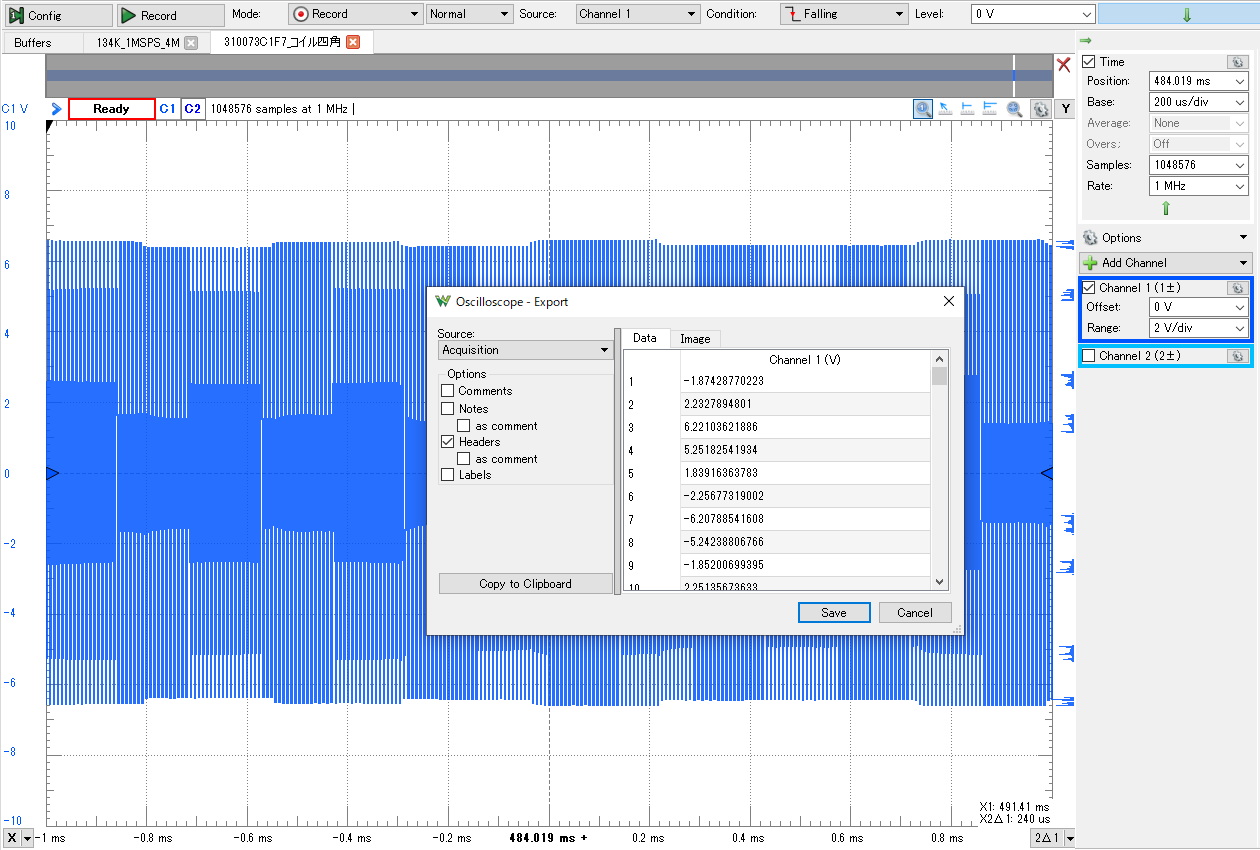 Config Record Mode: Record Normal Source: Channel 1 Condition: Falling Level: 0 V
Buffers 134K_1MSPS_4M 310073C1F7_コイル四角
C1 V Ready C1 C2 1048576 samples at 1 MHz | Y
10
8
6
4
2
0
-2
-4
-6
-8
-10
X -1 ms -0.8 ms -0.6 ms -0.4 ms -0.2 ms 484.019 ms + 0.2 ms 0.4 ms 0.6 ms 0.8 ms 2△1
X1: 491.41 ms
X2△1: 240 us
Oscilloscope - Export
Source:
Acquisition
Options
Comments
Notes
as comment
Headers
as comment
Labels
Copy to Clipboard
Data Image
Channel 1 (V)
1 -1.87428770223
2 2.2327894801
3 6.22103621886
4 5.25182541934
5 1.83916363783
6 -2.25677319002
7 -6.20788541608
8 -5.24238806766
9 -1.85200699395
10 2.25135673633
Save Cancel
Time
Position: 484.019 ms
Base: 200 us/div
Average: None
Overs.: Off
Samples: 1048576
Rate: 1 MHz
Options
Add Channel
Channel 1 (1±)
Offset: 0 V
Range: 2 V/div
Channel 2 (2±)